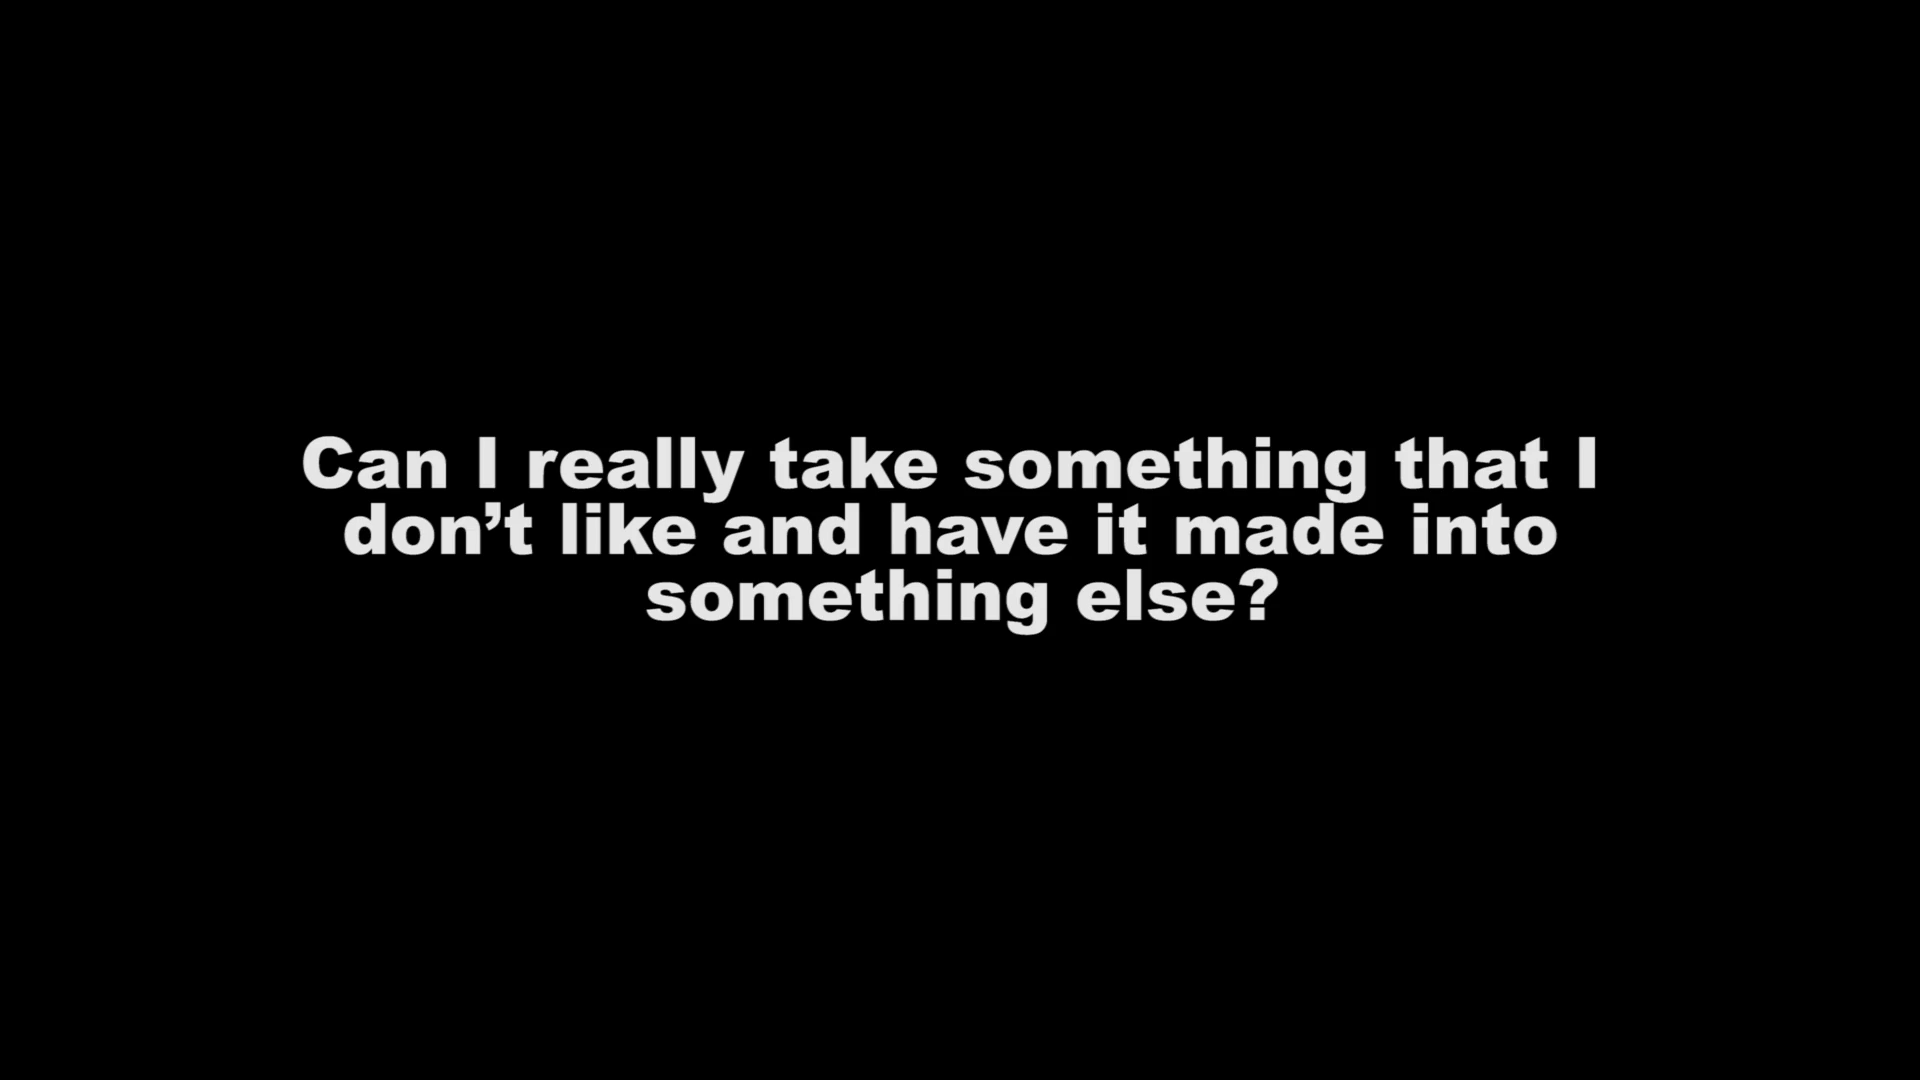 Can I really take something that I
don’t like and have it made into
something else?